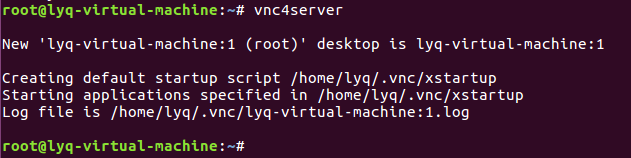 root@lyq-virtual-machine:~# vnc4server
New 'lyq-virtual-machine:1 (root)' desktop is lyq-virtual-machine:1
Creating default startup script /home/lyq/.vnc/xstartup
Starting applications specified in /home/lyq/.vnc/xstartup
Log file is /home/lyq/.vnc/lyq-virtual-machine:1.log
root@lyq-virtual-machine:~#